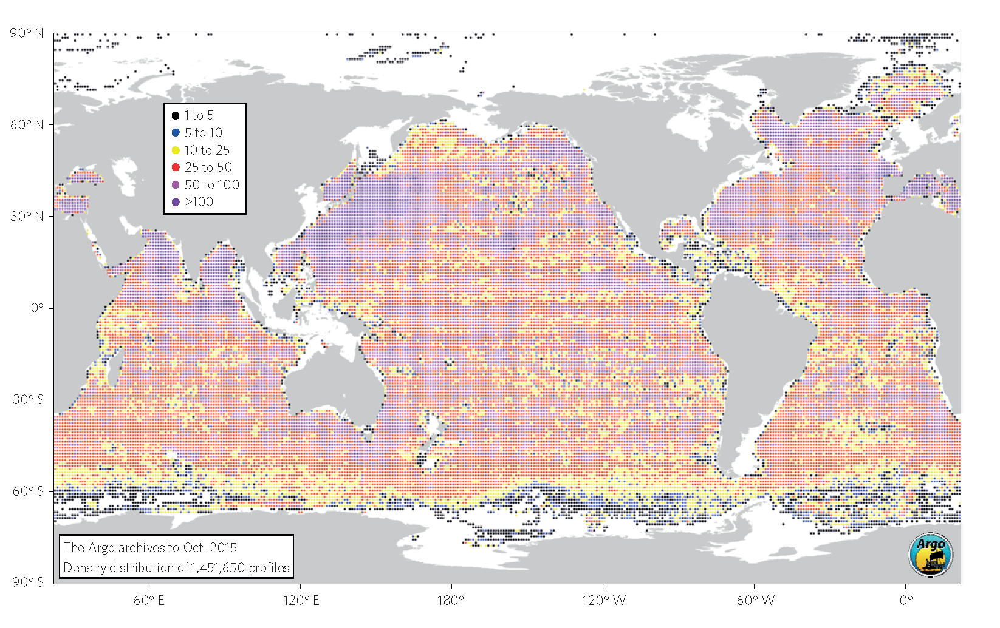 90° N
60° N
30° N
0°
30° S
60° S
90° S
1 to 5
5 to 10
10 to 25
25 to 50
50 to 100
>100
The Argo archives to Oct. 2015
Density distribution of 1,451,650 profiles
Argo
60° E
120° E
180°
120° W
60° W
0°